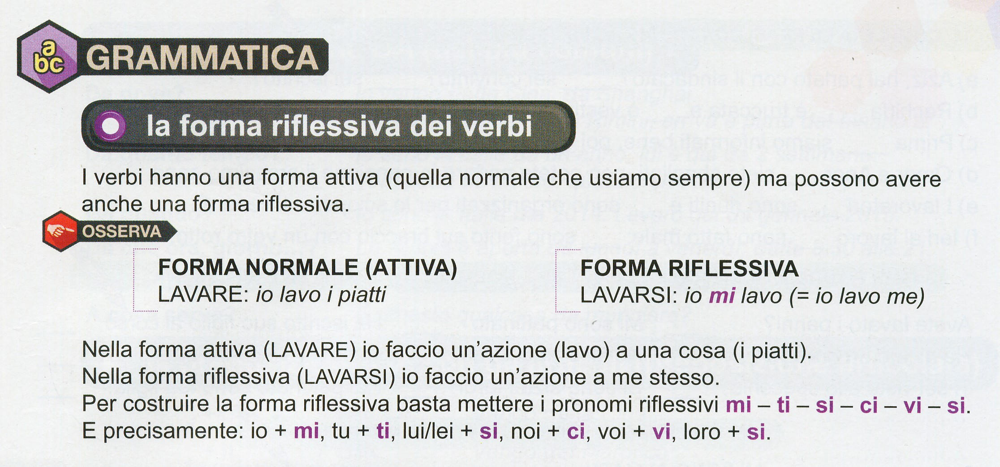 abc GRAMMATICA
la forma riflessiva dei verbi
I verbi hanno una forma attiva (quella normale che usiamo sempre) ma possono avere
anche una forma riflessiva.
OSSERVA
FORMA NORMALE (ATTIVA)
LAVARE: io lavo i piatti
FORMA RIFLESSIVA
LAVARSI: io mi lavo (= io lavo me)
Nella forma attiva (LAVARE) io faccio un’azione (lavo) a una cosa (i piatti).
Nella forma riflessiva (LAVARSI) io faccio un’azione a me stesso.
Per costruire la forma riflessiva basta mettere i pronomi riflessivi mi – ti – si – ci – vi – si.
E precisamente: io + mi, tu + ti, lui/lei + si, noi + ci, voi + vi, loro + si.